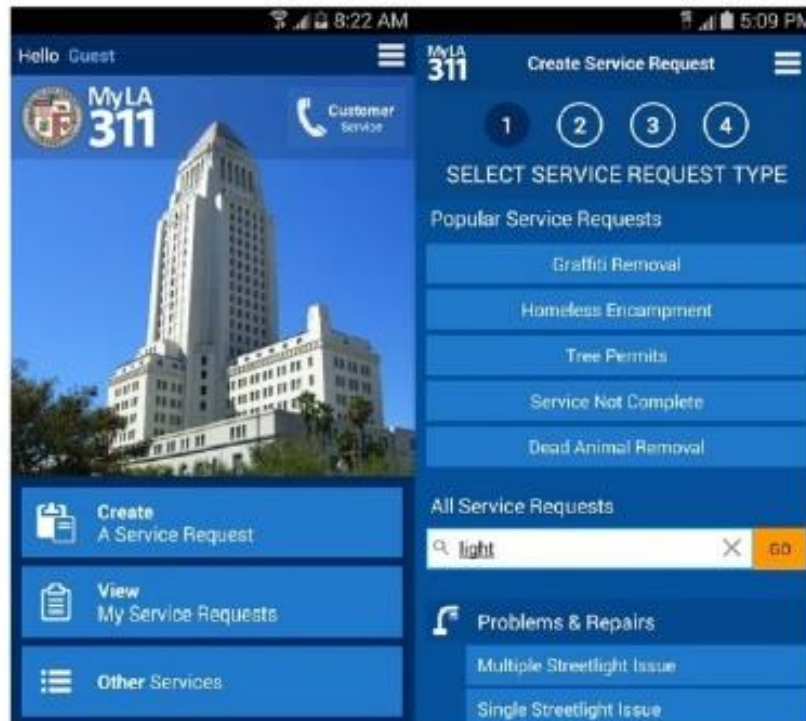 8:22 AM
Hello Guest
MyLA
311
Customer
Service
Create
A Service Request
View
My Service Requests
Other Services
5:09 PM
MyLA
311
Create Service Request
1 2 3 4
SELECT SERVICE REQUEST TYPE
Popular Service Requests
Graffiti Removal
Homeless Encampment
Tree Permits
Service Not Complete
Dead Animal Removal
All Service Requests
light
GO
Problems & Repairs
Multiple Streetlight Issue
Single Streetlight Issue